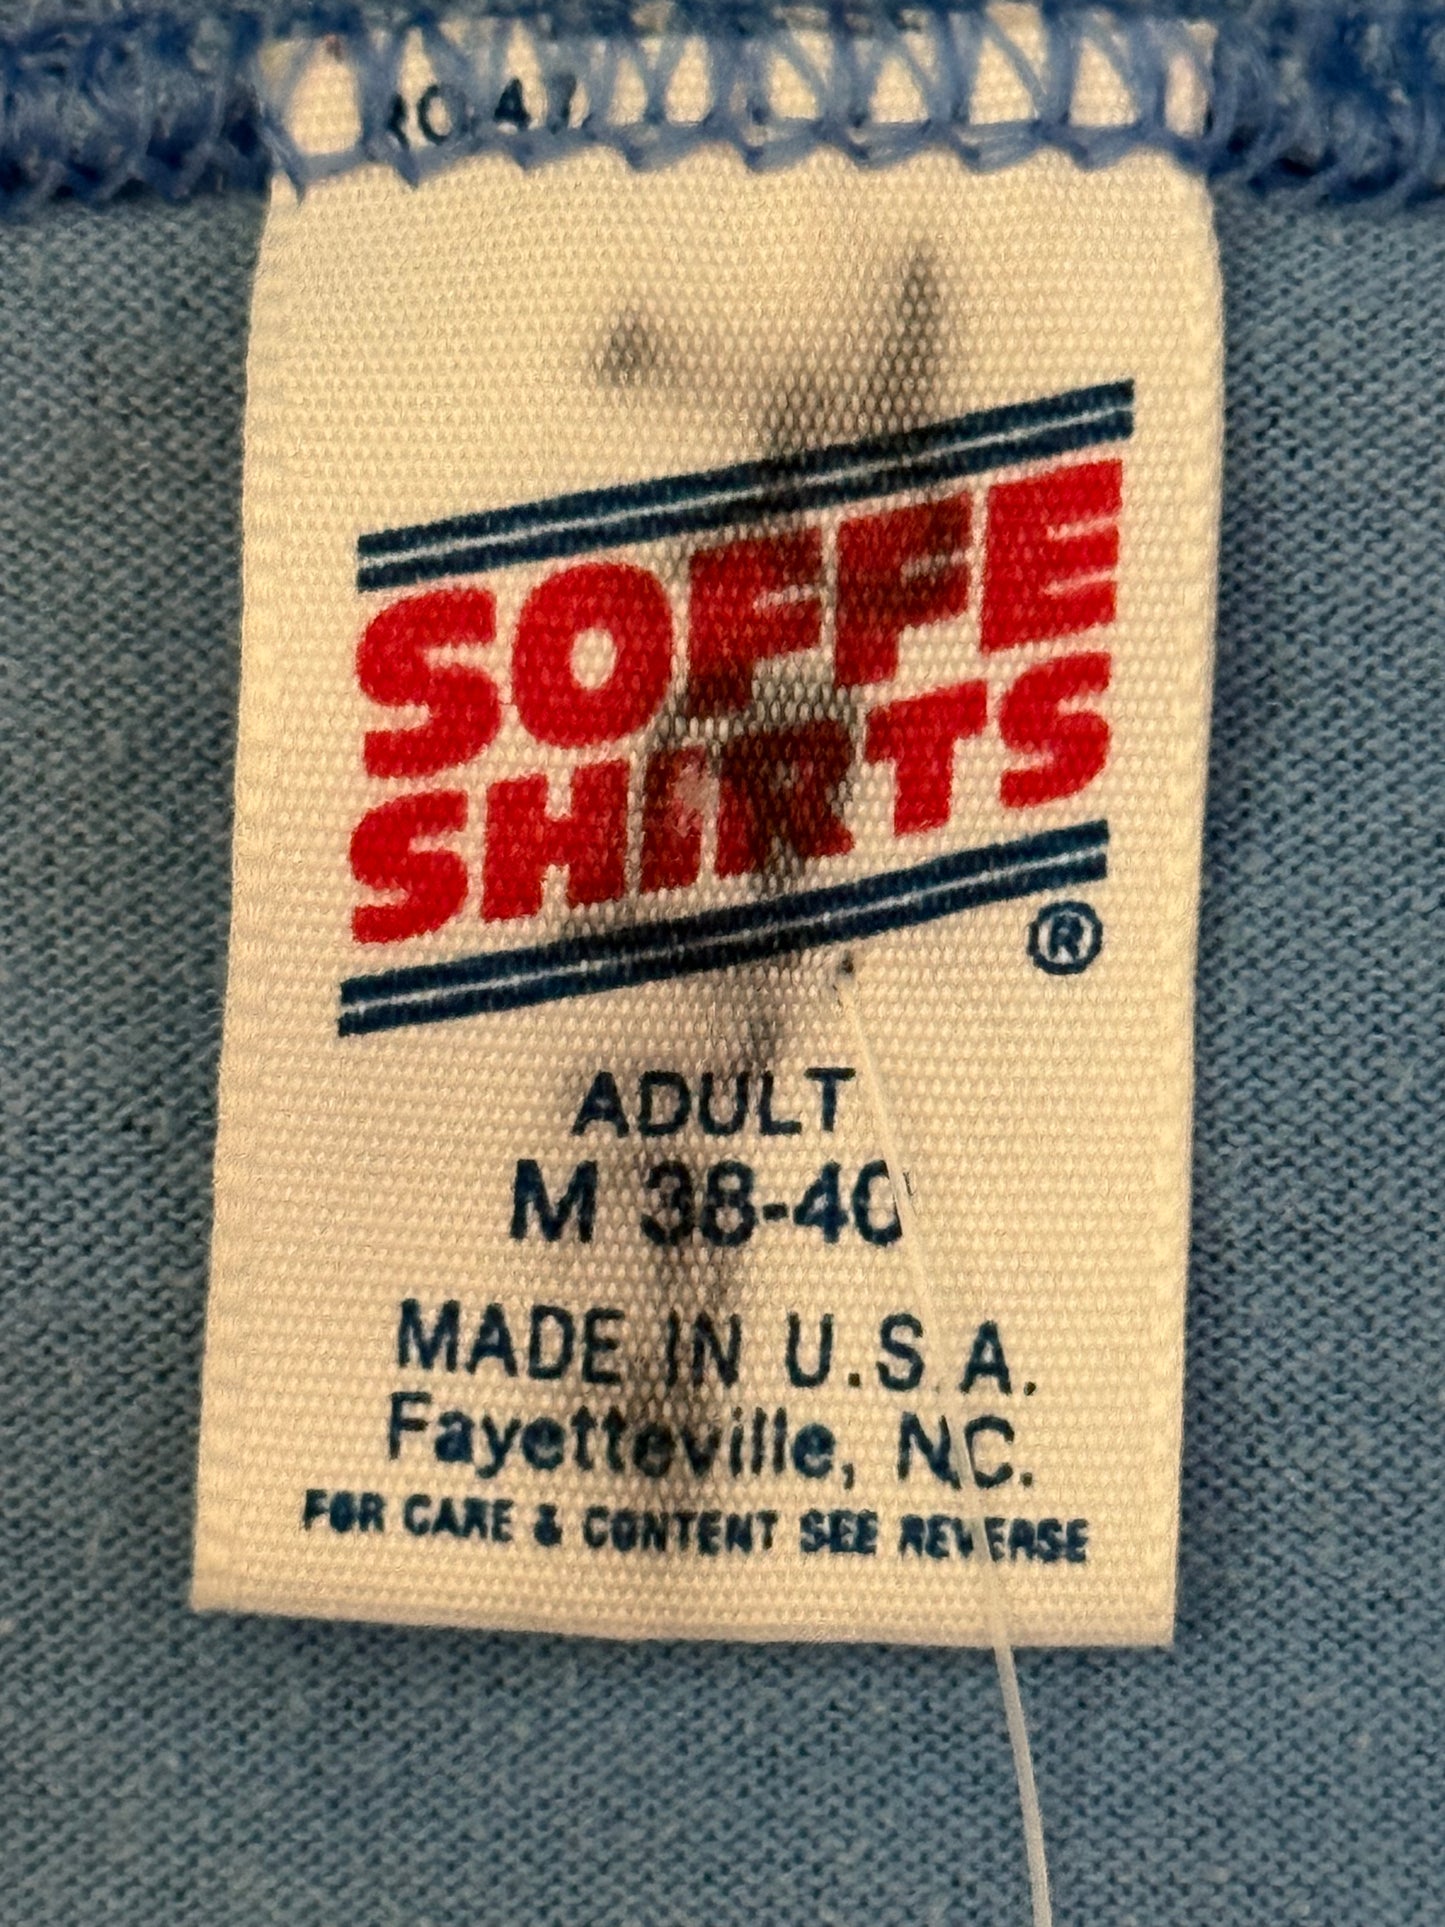 SOFFE
SHIRTS
®
ADULT
M 38-40
MADE IN U.S.A.
Fayetteville, NC.
FOR CARE & CONTENT SEE REVERSE